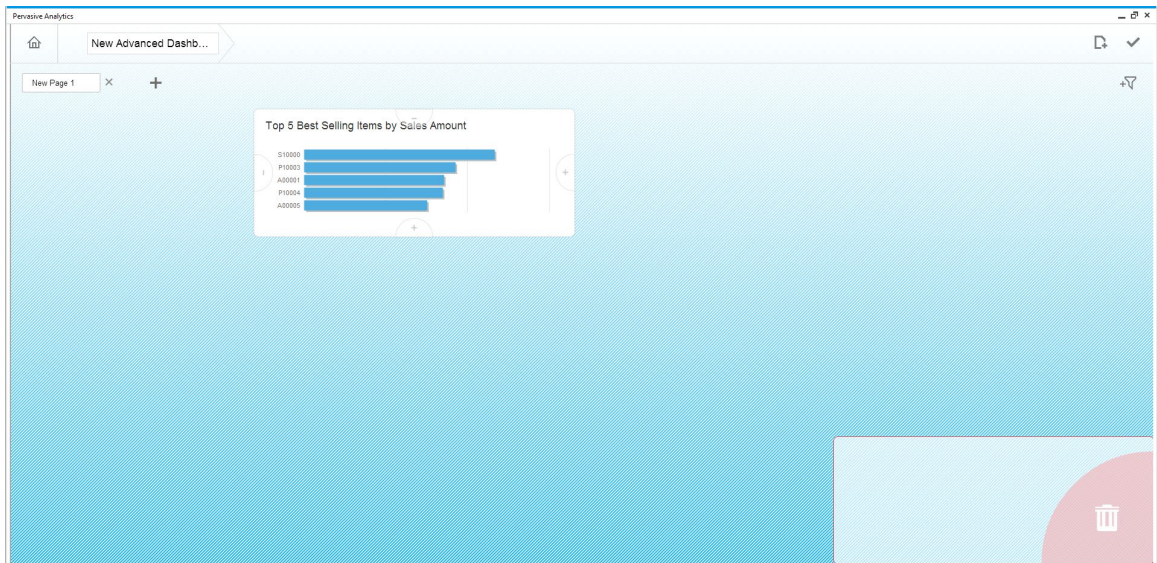 Pervasive Analytics
New Advanced Dashb...
New Page 1
Top 5 Best Selling Items by Sales Amount
S10000
P10003
A00001
P10004
A00005